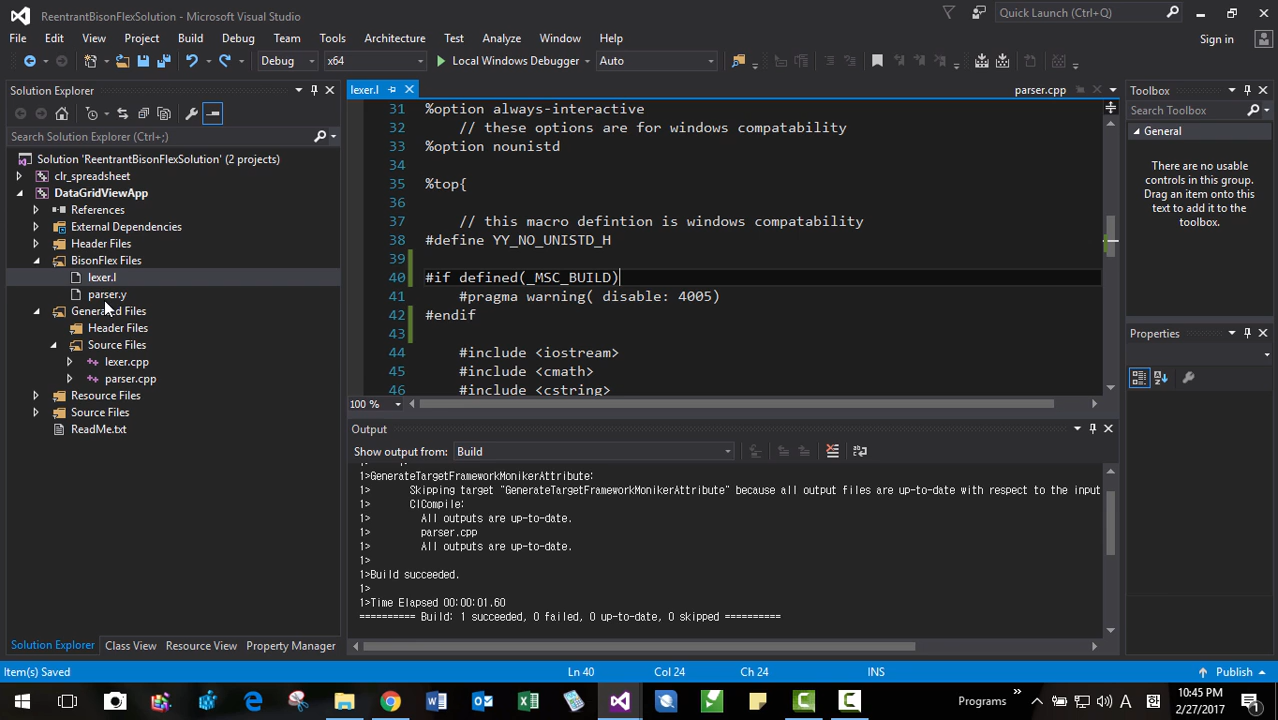 ReentrantBisonFlexSolution - Microsoft Visual Studio
Quick Launch (Ctrl+Q)
File Edit View Project Build Debug Team Tools Architecture Test Analyze Window Help
Sign in
Debug x64 Local Windows Debugger Auto
Solution Explorer
Search Solution Explorer (Ctrl+;)
Solution 'ReentrantBisonFlexSolution' (2 projects)
clr_spreadsheet
DataGridViewApp
References
External Dependencies
Header Files
BisonFlex Files
lexer.l
parser.y
Generated Files
Header Files
Source Files
lexer.cpp
parser.cpp
Resource Files
Source Files
ReadMe.txt
Solution Explorer Class View Resource View Property Manager
lexer.l parser.cpp
31 %option always-interactive
32 // these options are for windows compatability
33 %option nounistd
34
35 %top{
36
37 // this macro defintion is windows compatability
38 #define YY_NO_UNISTD_H
39
40 #if defined(_MSC_BUILD)
41 #pragma warning( disable: 4005)
42 #endif
43
44 #include <iostream>
45 #include <cmath>
46 #include <cstring>
100 %
Output
Show output from: Build
1>GenerateTargetFrameworkMonikerAttribute:
1> Skipping target "GenerateTargetFrameworkMonikerAttribute" because all output files are up-to-date with respect to the input
1> ClCompile:
1> All outputs are up-to-date.
1> parser.cpp
1> All outputs are up-to-date.
1>
1>Build succeeded.
1>
1>Time Elapsed 00:00:01.60
========== Build: 1 succeeded, 0 failed, 0 up-to-date, 0 skipped ==========
Toolbox
Search Toolbox
General
There are no usable
controls in this group.
Drag an item onto this
text to add it to the
toolbox.
Properties
Item(s) Saved Ln 40 Col 24 Ch 24 INS Publish
Programs A 10:45 PM
2/27/2017